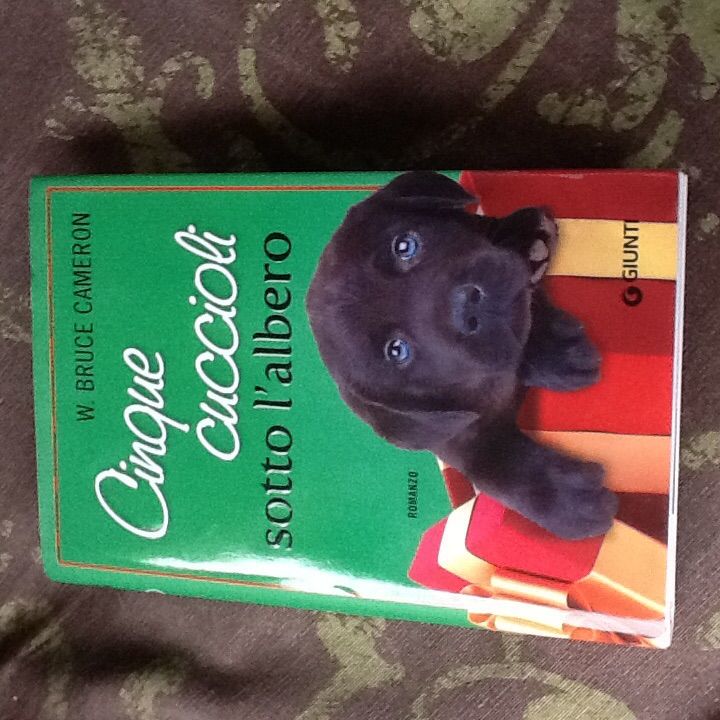 W. BRUCE CAMERON
Cinque
cuccioli
sotto l'albero
ROMANZO
GIUNTI